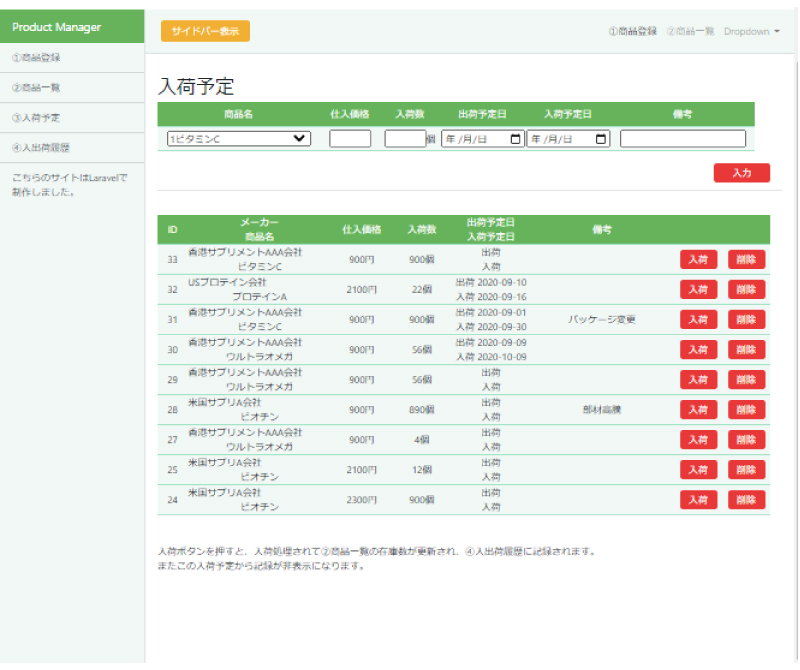 Product Manager
サイドバー表示
①商品登録 ②商品一覧 Dropdown
①商品登録
②商品一覧
③入荷予定
④入出荷履歴
こちらのサイトはLaravelで
制作しました。
入荷予定
商品名 仕入価格 入荷数 出荷予定日 入荷予定日 備考
1ビタミンC 個 年/月/日 年/月/日
入力
ID メーカー 仕入価格 入荷数 出荷予定日 備考
商品名 入荷予定日
33 香港サプリメントAAA会社 900円 900個 出荷 入荷 削除
ビタミンC 入荷
32 USプロテイン会社 2100円 22個 出荷 2020-09-10 入荷 削除
プロテインA 入荷 2020-09-16
31 香港サプリメントAAA会社 900円 900個 出荷 2020-09-01 パッケージ変更 入荷 削除
ビタミンC 入荷 2020-09-30
30 香港サプリメントAAA会社 900円 56個 出荷 2020-09-09 入荷 削除
ウルトラオメガ 入荷 2020-10-09
29 香港サプリメントAAA会社 900円 56個 出荷 入荷 削除
ウルトラオメガ 入荷
28 米国サプリA会社 900円 890個 出荷 部材高騰 入荷 削除
ビオチン 入荷
27 香港サプリメントAAA会社 900円 4個 出荷 入荷 削除
ウルトラオメガ 入荷
25 米国サプリA会社 2100円 12個 出荷 入荷 削除
ビオチン 入荷
24 米国サプリA会社 2300円 900個 出荷 入荷 削除
ビオチン 入荷
入荷ボタンを押すと、入荷処理されて②商品一覧の在庫数が更新され、④入出荷履歴に記録されます。
またこの入荷予定から記録が非表示になります。